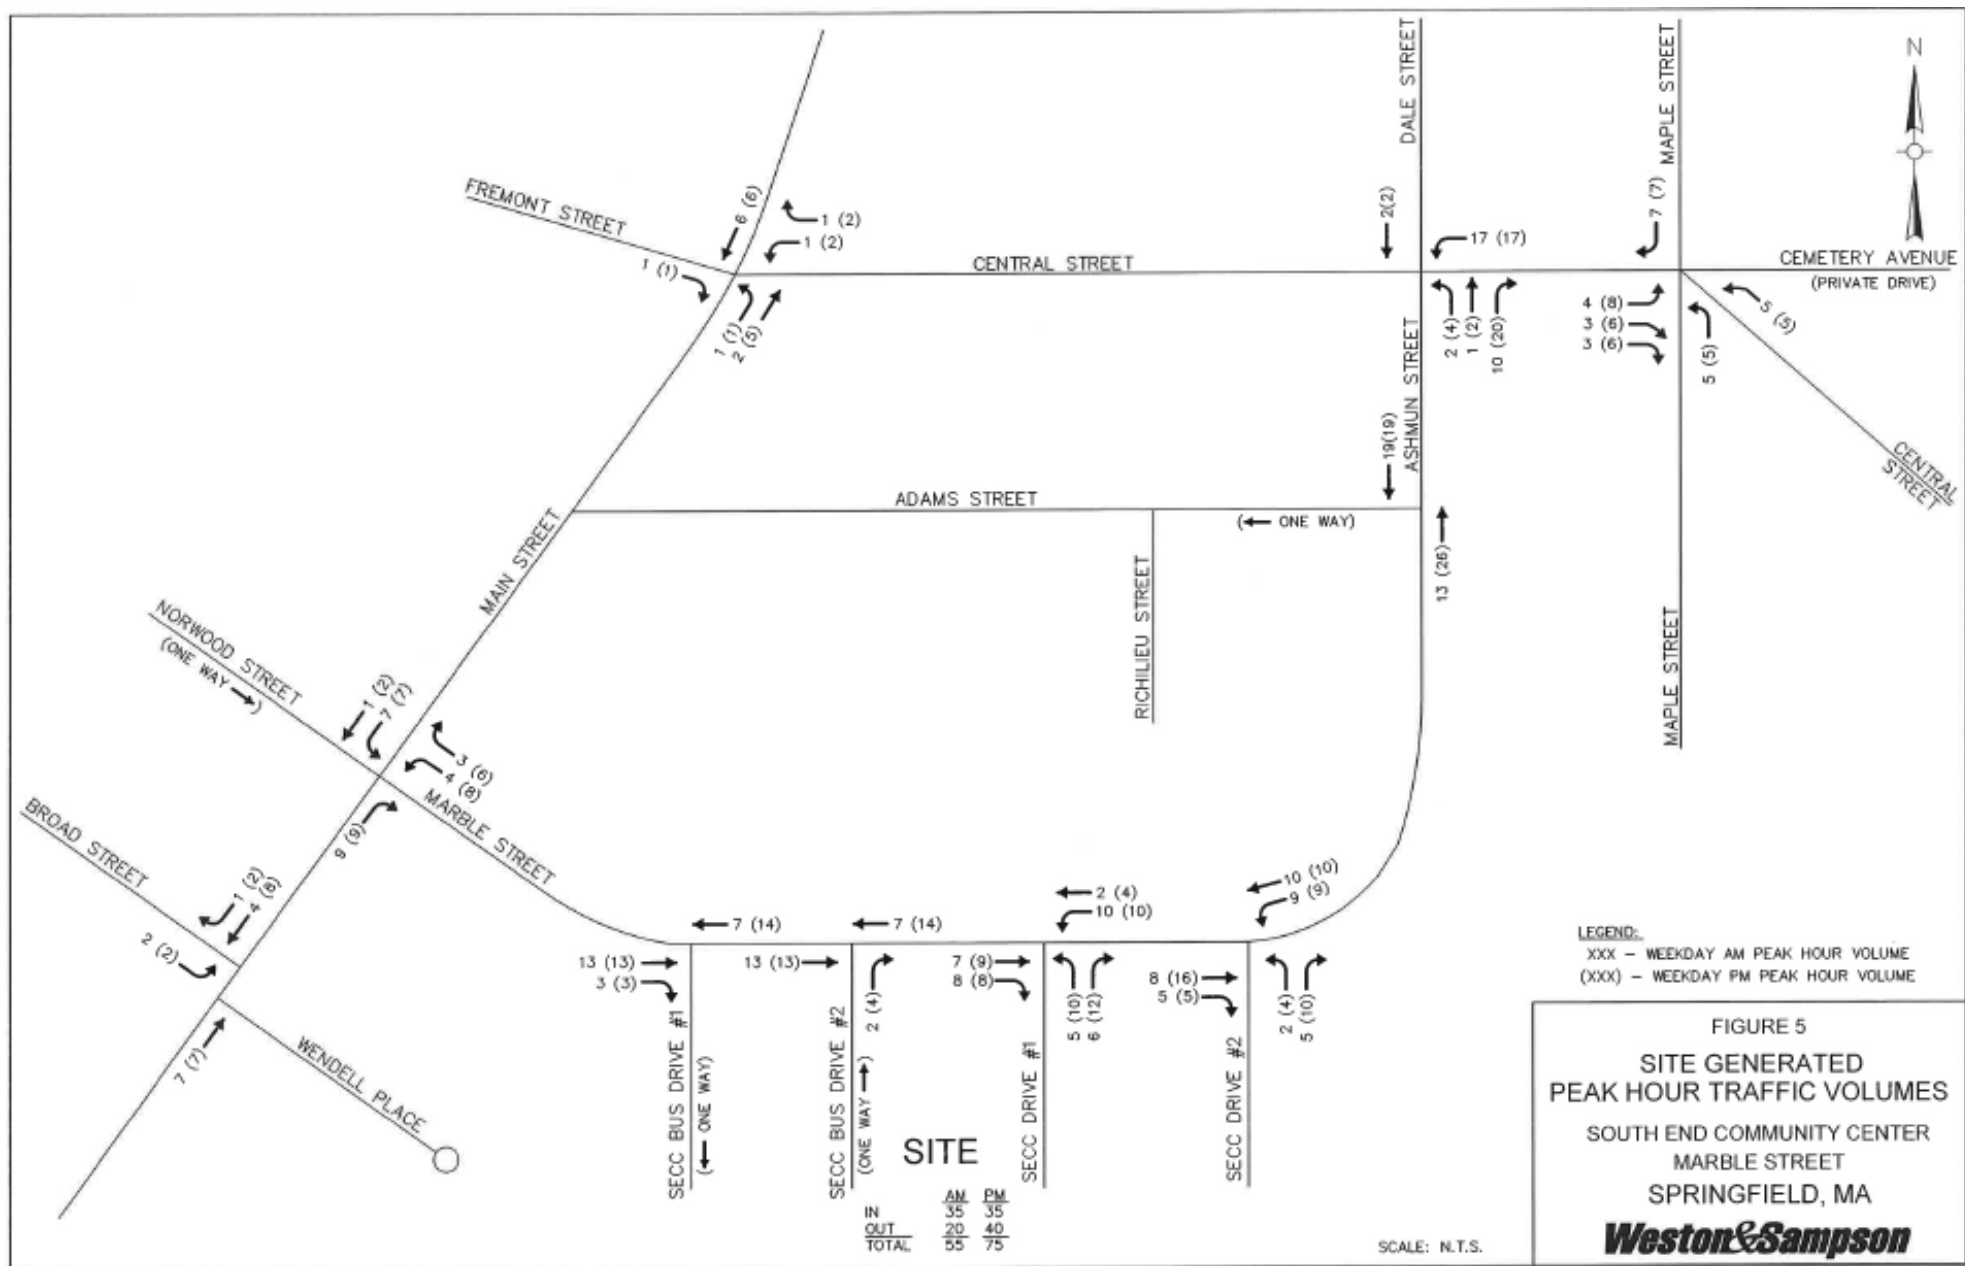 DALE STREET
MAPLE STREET
N
FREMONT STREET
6 (6)
1 (2)
1 (2)
2(2)
17 (17)
7 (7)
CENTRAL STREET
CEMETERY AVENUE
(PRIVATE DRIVE)
1 (1)
1 (1)
2 (5)
ASHMUN STREET
2 (4)
1 (2)
10 (20)
4 (8)
3 (6)
3 (6)
5 (5)
5 (5)
CENTRAL
STREET
19(19)
ADAMS STREET
(← ONE WAY)
13 (26)
RICHILIEU STREET
MAPLE STREET
MAIN STREET
NORWOOD STREET
(ONE WAY →)
1 (2)
7 (7)
3 (6)
4 (8)
MARBLE STREET
9 (9)
BROAD STREET
1 (2)
2 (2)
7 (7)
WENDELL PLACE
7 (14)
7 (14)
2 (4)
10 (10)
10 (10)
9 (9)
13 (13)
3 (3)
13 (13)
2 (4)
7 (9)
8 (8)
5 (10)
6 (12)
8 (16)
5 (5)
2 (4)
5 (10)
SECC BUS DRIVE #1
(← ONE WAY)
SECC BUS DRIVE #2
(ONE WAY →)
SECC DRIVE #1
SECC DRIVE #2
SITE
AM PM
IN 35 35
OUT 20 40
TOTAL 55 75
SCALE: N.T.S.
LEGEND:
XXX – WEEKDAY AM PEAK HOUR VOLUME
(XXX) – WEEKDAY PM PEAK HOUR VOLUME
FIGURE 5
SITE GENERATED
PEAK HOUR TRAFFIC VOLUMES
SOUTH END COMMUNITY CENTER
MARBLE STREET
SPRINGFIELD, MA
Weston&Sampson